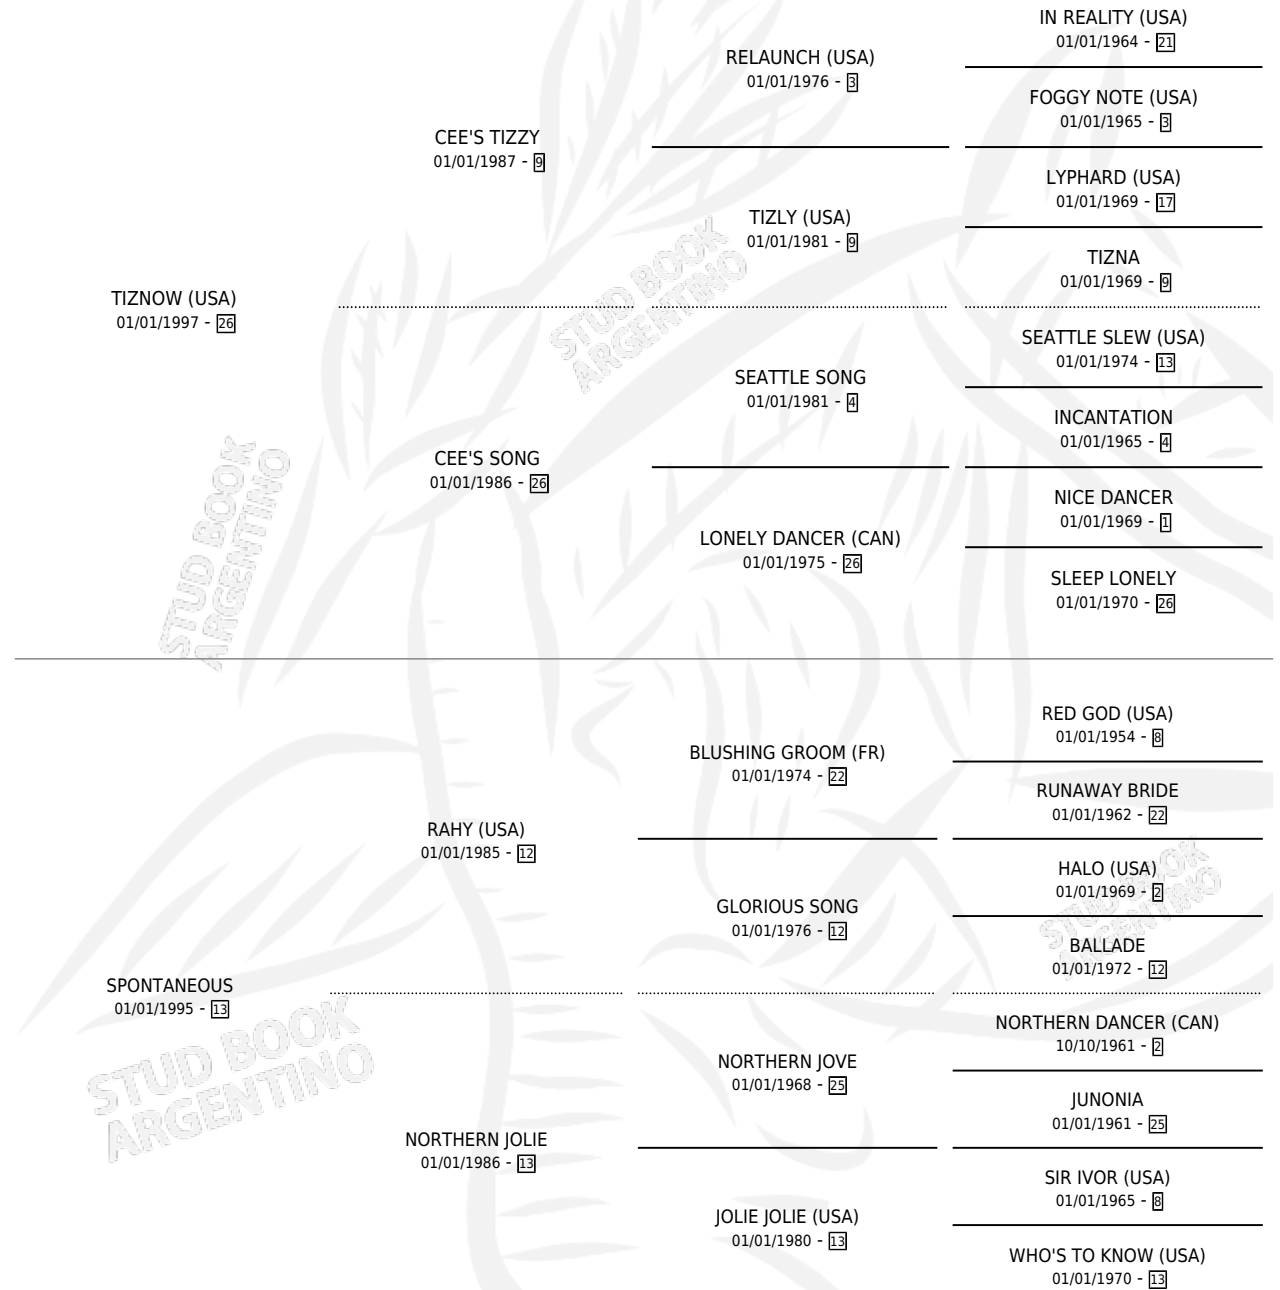 IN REALITY (USA)
01/01/1964 - 21
RELAUNCH (USA)
01/01/1976 - 3
FOGGY NOTE (USA)
01/01/1965 - 3
CEE'S TIZZY
01/01/1987 - 9
LYPHARD (USA)
01/01/1969 - 17
TIZLY (USA)
01/01/1981 - 9
TIZNA
01/01/1969 - 9
TIZNOW (USA)
01/01/1997 - 26
STUD BOOK
ARGENTINO
SEATTLE SLEW (USA)
01/01/1974 - 13
SEATTLE SONG
01/01/1981 - 4
INCANTATION
01/01/1965 - 4
CEE'S SONG
01/01/1986 - 26
NICE DANCER
01/01/1969 - 1
LONELY DANCER (CAN)
01/01/1975 - 26
SLEEP LONELY
01/01/1970 - 26
STUD BOOK
ARGENTINO
RED GOD (USA)
01/01/1954 - 8
BLUSHING GROOM (FR)
01/01/1974 - 22
RUNAWAY BRIDE
01/01/1962 - 22
RAHY (USA)
01/01/1985 - 12
HALO (USA)
01/01/1969 - 2
GLORIOUS SONG
01/01/1976 - 12
STUD BOOK
ARGENTINO
BALLADE
01/01/1972 - 12
SPONTANEOUS
01/01/1995 - 13
NORTHERN DANCER (CAN)
10/10/1961 - 2
NORTHERN JOVE
01/01/1968 - 25
JUNONIA
01/01/1961 - 25
STUD BOOK
ARGENTINO
NORTHERN JOLIE
01/01/1986 - 13
SIR IVOR (USA)
01/01/1965 - 8
JOLIE JOLIE (USA)
01/01/1980 - 13
WHO'S TO KNOW (USA)
01/01/1970 - 13